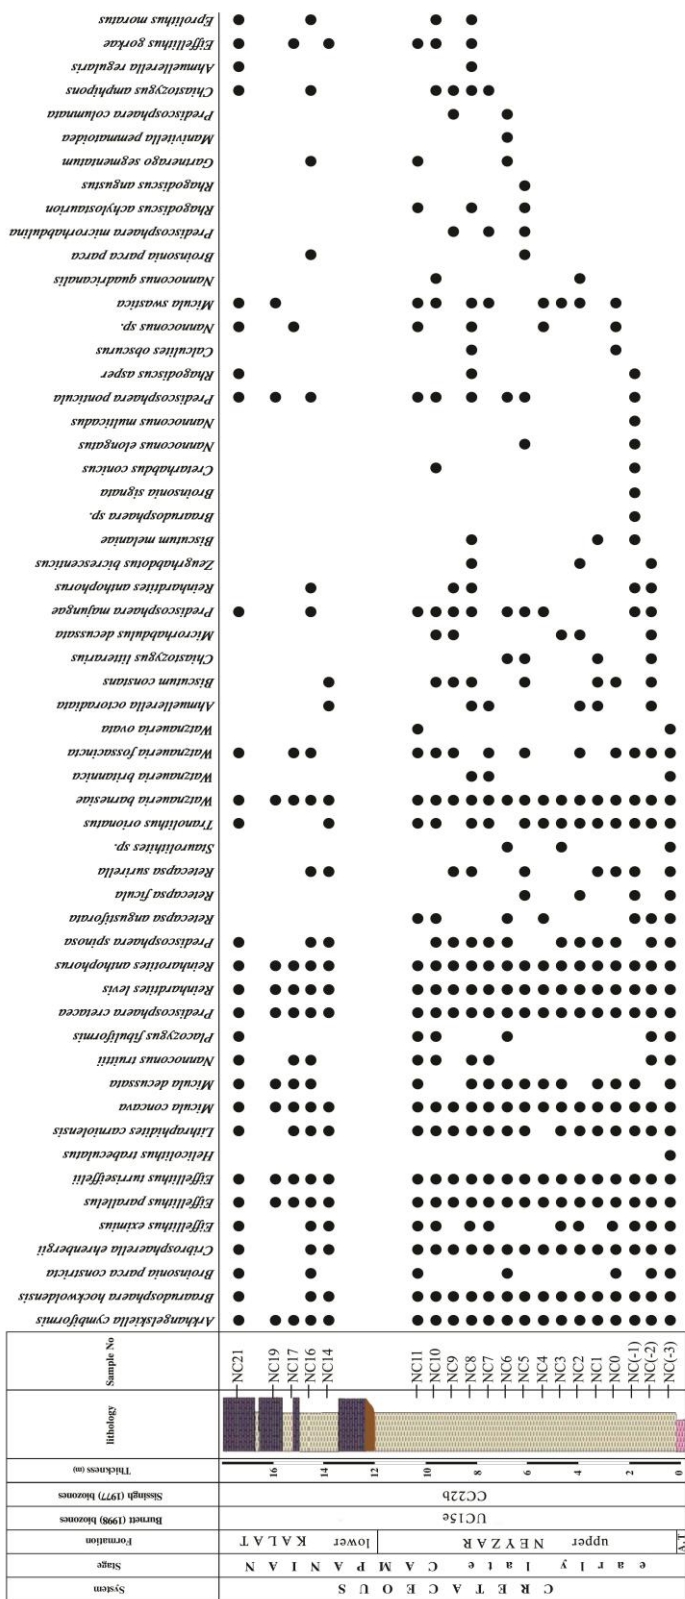 Eprolithus moratus
Eiffellithus gorkae
Ahmuellerella regularis
Chiastozygus amphipons
Prediscosphaera columnata
Manivitella pemmatoidea
Gartnerago segmentatum
Rhagodiscus angustus
Rhagodiscus achylostaurion
Prediscosphaera microrhabdulina
Broinsonia parca parca
Nannoconus quadricanalis
Micula swastica
Nannoconus sp.
Calculites obscurus
Rhagodiscus asper
Prediscosphaera ponticula
Nannoconus multicadus
Nannoconus elongatus
Cretarhabdus conicus
Broinsonia signata
Braarudosphaera sp.
Biscutum melaniae
Zeugrhabdotus bicrescenticus
Reinhardtites anthophorus
Prediscosphaera majungae
Microrhabdulus decussata
Chiastozygus litterarius
Biscutum constans
Ahmuellerella octoradiata
Watznaueria ovata
Watznaueria fossacincta
Watznaueria britannica
Watznaueria barnesiae
Tranolithus orionatus
Staurolithites sp.
Retecapsa surirella
Retecapsa ficula
Retecapsa angustiforata
Prediscosphaera spinosa
Reinhardtites anthophorus
Reinhardtites levis
Prediscosphaera cretacea
Placozygus fibuliformis
Nannoconus truittii
Micula decussata
Micula concava
Lithraphidites carniolensis
Helicolithus trabeculatus
Eiffellithus turriseiffelii
Eiffellithus parallelus
Eiffellithus eximius
Cribrosphaerella ehrenbergii
Broinsonia parca constricta
Braarudosphaera hockwoldensis
Arkhangelskiella cymbiformis
Sample No
NC21
NC19
NC17
NC16
NC14
NC11
NC10
NC9
NC8
NC7
NC6
NC5
NC4
NC3
NC2
NC1
NC0
NC(-1)
NC(-2)
NC(-3)
lithology
Thickness (m)
16
14
12
10
8
6
4
2
0
Sissingh (1977) biozones
CC22b
Burnett (1998) biozones
UC15e
Formation
lower KALAT
upper NEYZAR
A.T
Stage
early late CAMPANIAN
System
CRETACEOUS